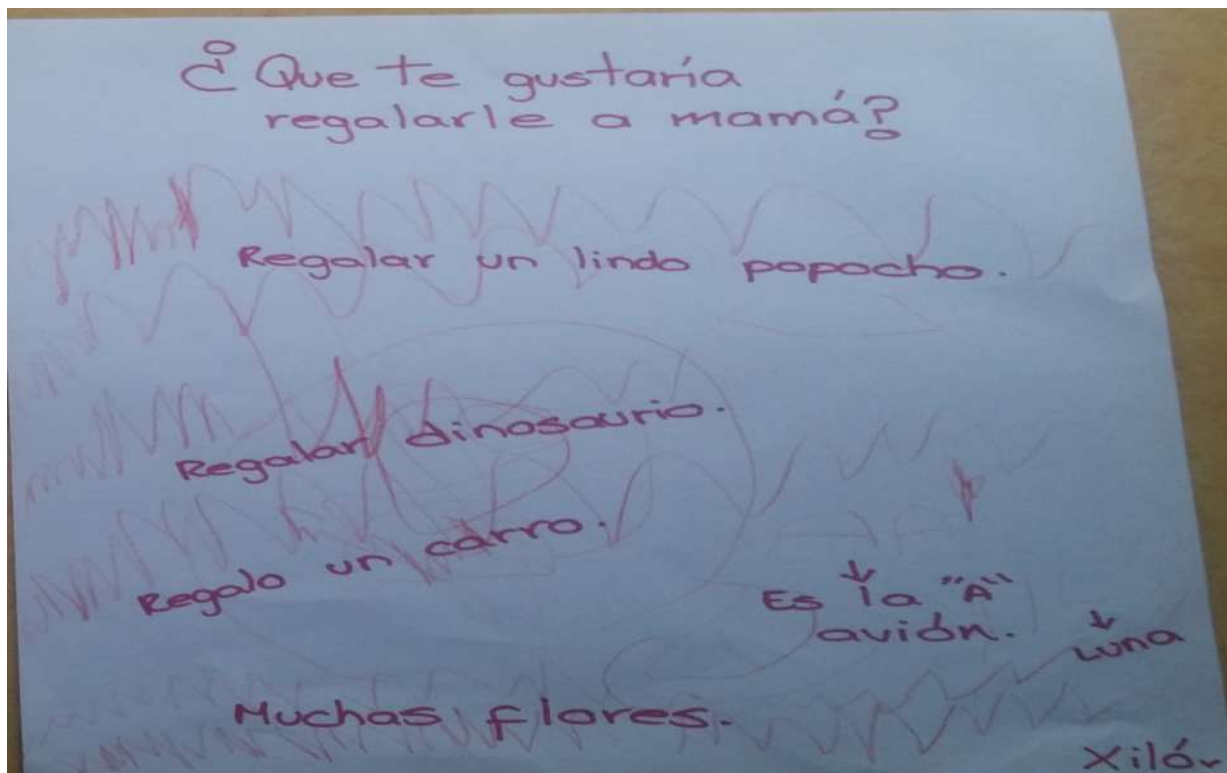 ¿ Que te gustaría
regalarle a mamá?
Regalar un lindo popocho.
Regalar dinosaurio.
Regalo un carro.
Es la "A"
avión.
Luna
Muchas flores.